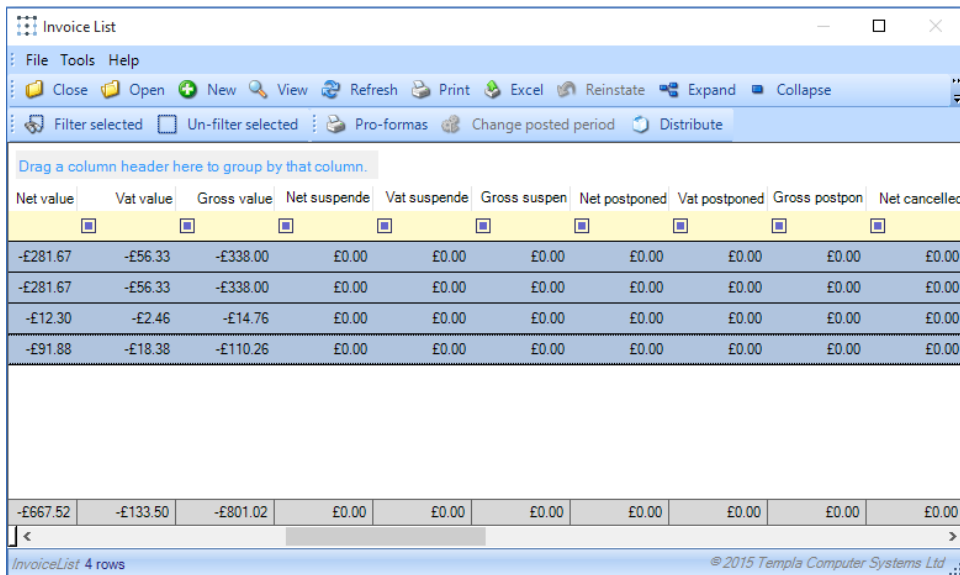 Invoice List
File Tools Help
Close Open New View Refresh Print Excel Reinstate Expand Collapse
Filter selected Un-filter selected Pro-formas Change posted period Distribute
Drag a column header here to group by that column.
Net value Vat value Gross value Net suspende Vat suspende Gross suspen Net postponed Vat postponed Gross postpon Net cancelled
-£281.67 -£56.33 -£338.00 £0.00 £0.00 £0.00 £0.00 £0.00 £0.00 £0.00
-£281.67 -£56.33 -£338.00 £0.00 £0.00 £0.00 £0.00 £0.00 £0.00 £0.00
-£12.30 -£2.46 -£14.76 £0.00 £0.00 £0.00 £0.00 £0.00 £0.00 £0.00
-£91.88 -£18.38 -£110.26 £0.00 £0.00 £0.00 £0.00 £0.00 £0.00 £0.00
-£667.52 -£133.50 -£801.02 £0.00 £0.00 £0.00 £0.00 £0.00 £0.00 £0.00
InvoiceList 4 rows © 2015 Templa Computer Systems Ltd